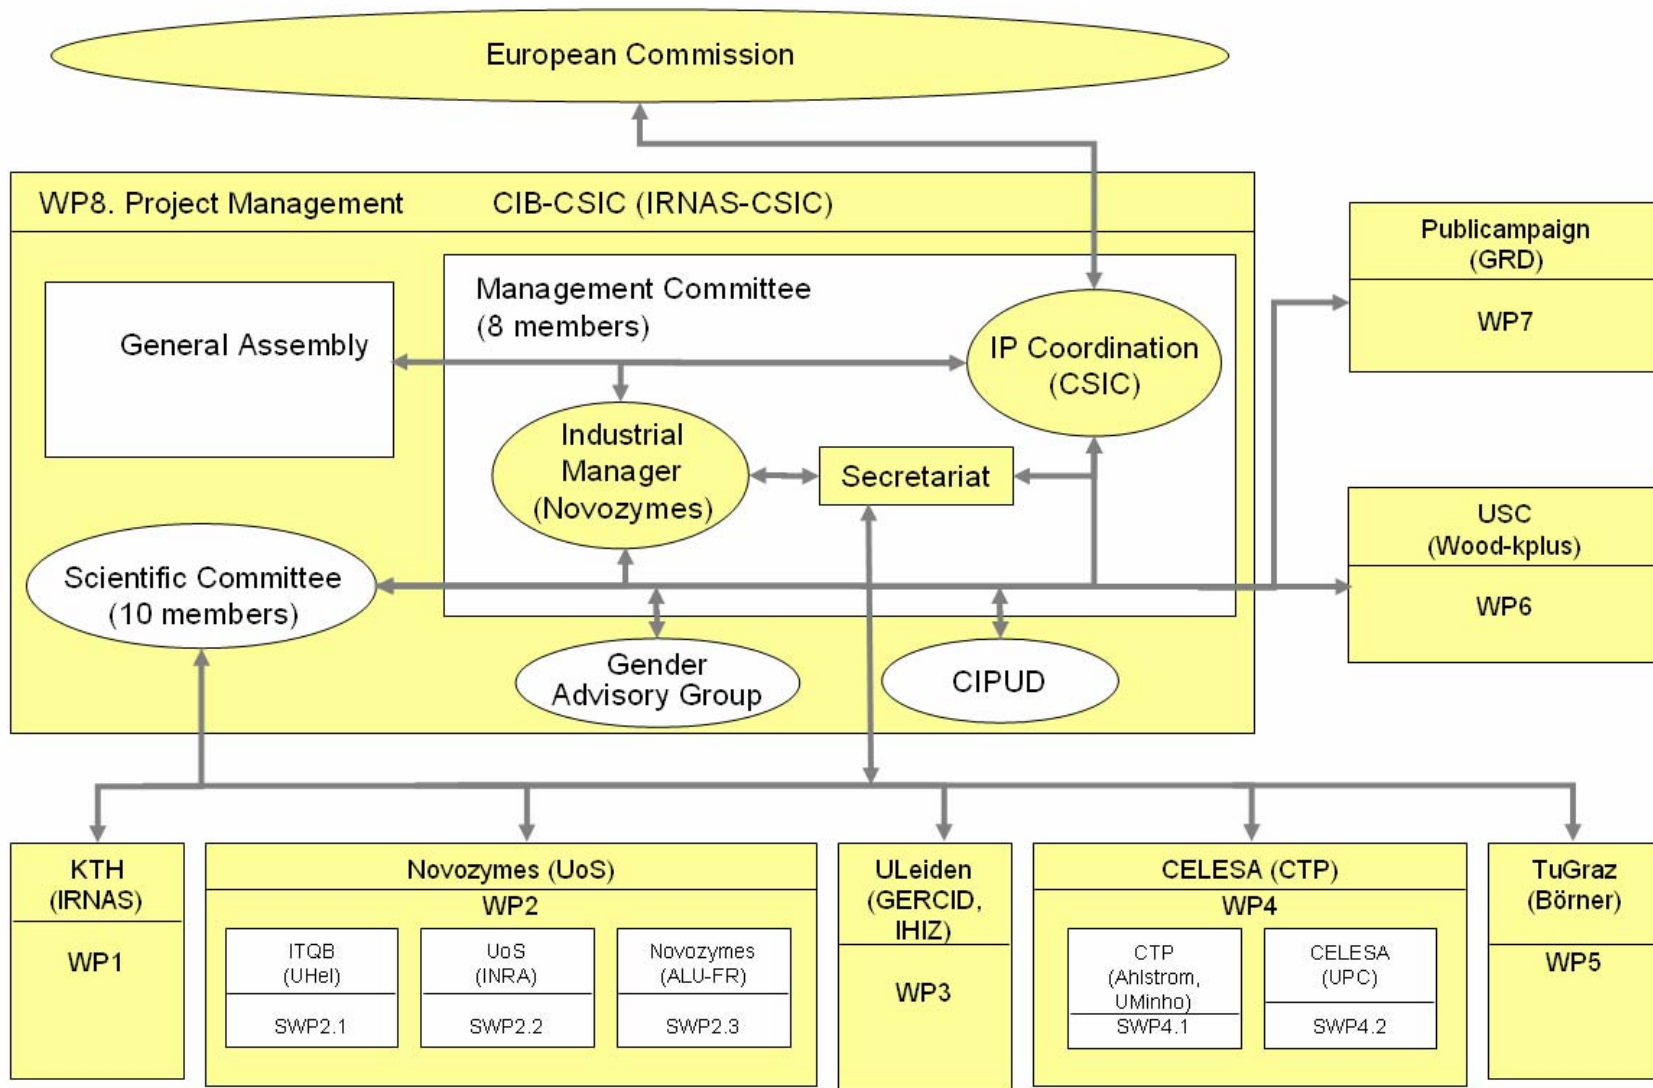 European Commission
WP8. Project Management CIB-CSIC (IRNAS-CSIC)
General Assembly
Management Committee
(8 members)
IP Coordination
(CSIC)
Industrial
Manager
(Novozymes)
Secretariat
Scientific Committee
(10 members)
Gender
Advisory Group
CIPUD
Publicampaign
(GRD)
WP7
USC
(Wood-kplus)
WP6
KTH
(IRNAS)
WP1
Novozymes (UoS)
WP2
ITQB
(UHel)
SWP2.1
UoS
(INRA)
SWP2.2
Novozymes
(ALU-FR)
SWP2.3
ULeiden
(GERCID,
IHIZ)
WP3
CELESA (CTP)
WP4
CTP
(Ahlstrom,
UMinho)
SWP4.1
CELESA
(UPC)
SWP4.2
TuGraz
(Börner)
WP5